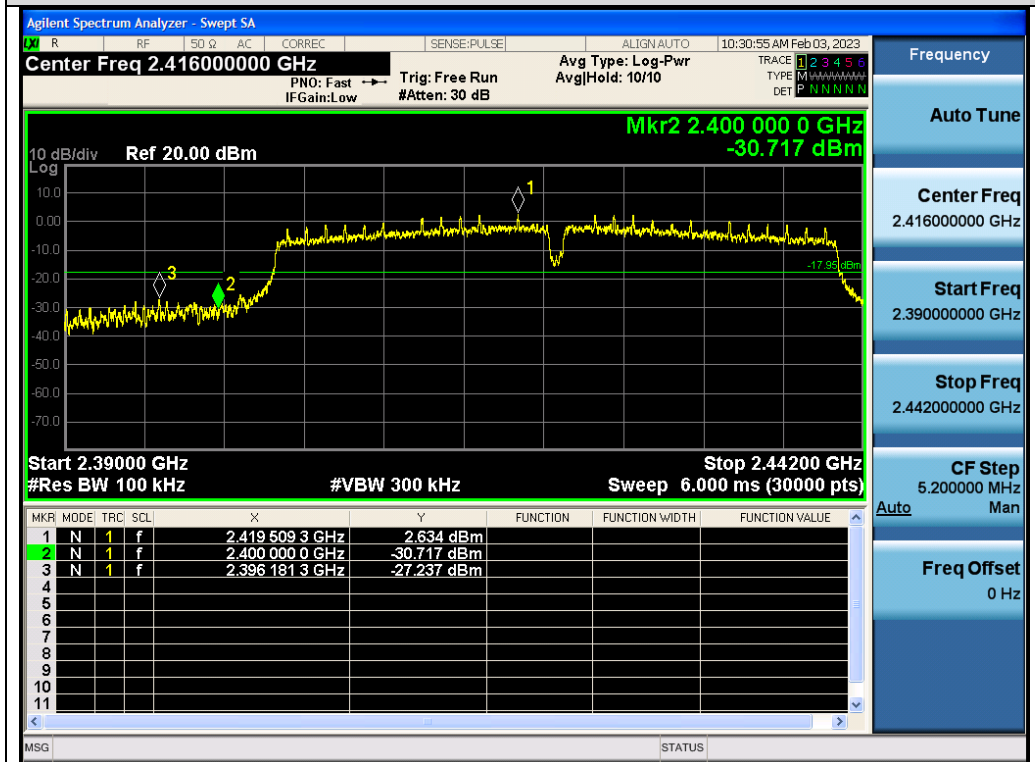 Agilent Spectrum Analyzer - Swept SA
LXI R RF 50 Ω AC CORREC SENSE:PULSE ALIGN AUTO 10:30:55 AM Feb 03, 2023
Center Freq 2.416000000 GHz
PNO: Fast
IFGain:Low
Trig: Free Run
#Atten: 30 dB
Avg Type: Log-Pwr
Avg|Hold: 10/10
TRACE 1 2 3 4 5 6
TYPE M WWWWW
DET P N N N N N
Mkr2 2.400 000 0 GHz
-30.717 dBm
10 dB/div Ref 20.00 dBm
Log
10.0
0.00
-10.0
-20.0
-30.0
-40.0
-50.0
-60.0
-70.0
1
2
3
-17.95 dBm
Start 2.39000 GHz Stop 2.44200 GHz
#Res BW 100 kHz #VBW 300 kHz Sweep 6.000 ms (30000 pts)
MKR MODE TRC SCL X Y FUNCTION FUNCTION WIDTH FUNCTION VALUE
1 N 1 f 2.419 509 3 GHz 2.634 dBm
2 N 1 f 2.400 000 0 GHz -30.717 dBm
3 N 1 f 2.396 181 3 GHz -27.237 dBm
4
5
6
7
8
9
10
11
MSG STATUS
Frequency
Auto Tune
Center Freq
2.416000000 GHz
Start Freq
2.390000000 GHz
Stop Freq
2.442000000 GHz
CF Step
5.200000 MHz
Auto Man
Freq Offset
0 Hz